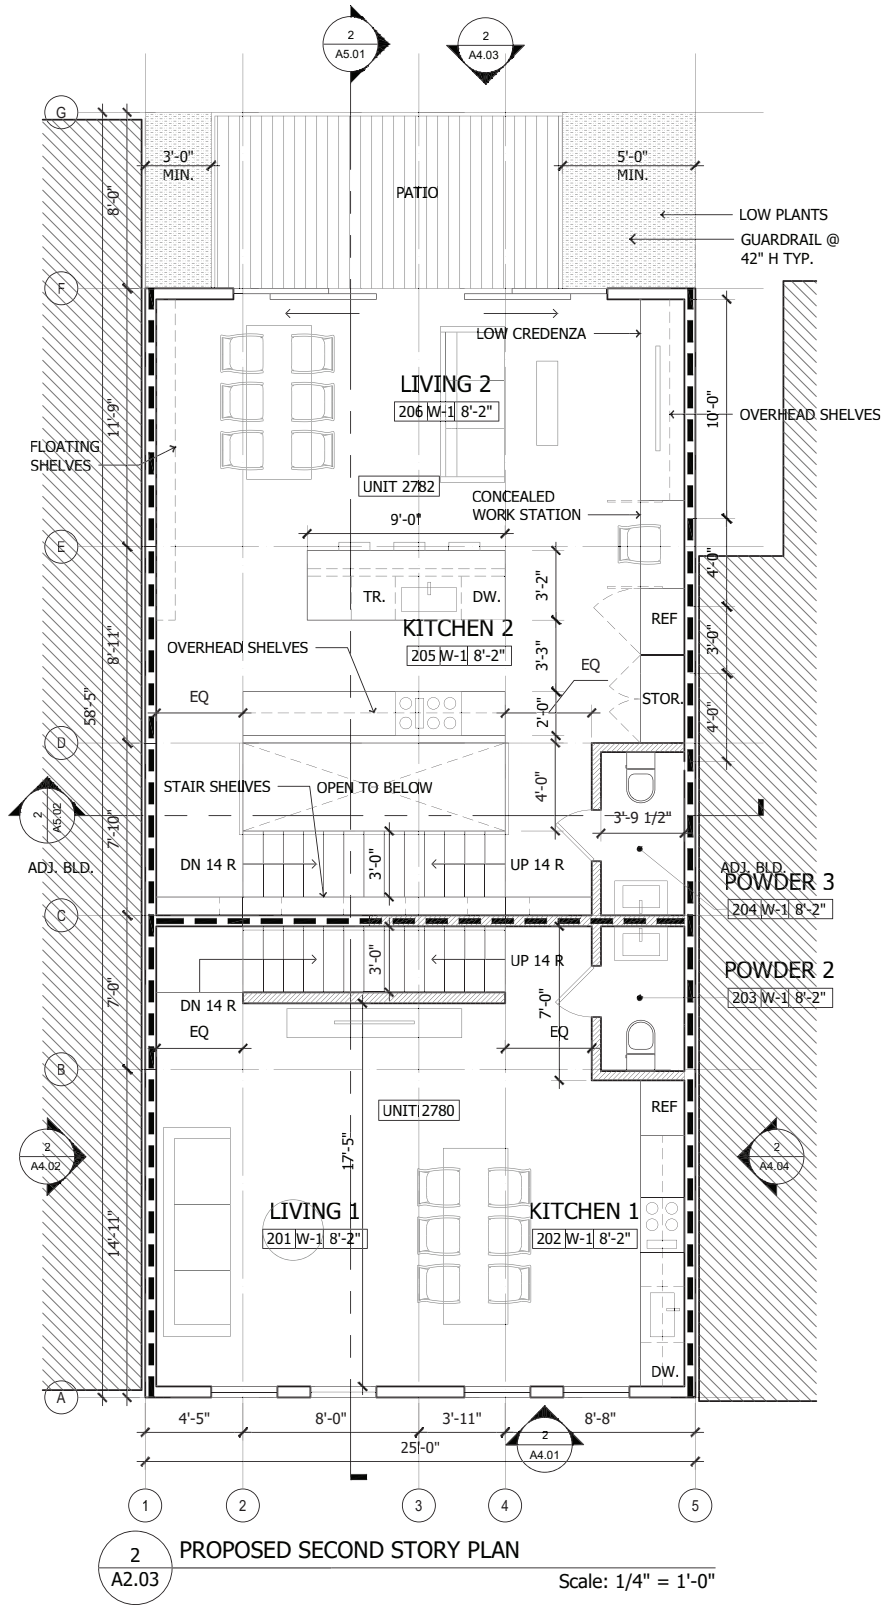 2
A5.01
2
A4.03
G
3'-0"
MIN.
5'-0"
MIN.
PATIO
8'-0"
LOW PLANTS
GUARDRAIL @
42" H TYP.
F
LOW CREDENZA
LIVING 2
206 W-1 8'-2"
10'-0"
OVERHEAD SHELVES
11'-9"
FLOATING
SHELVES
UNIT 2782
CONCEALED
WORK STATION
9'-0"
E
4'-0"
3'-2"
TR.
DW.
REF
KITCHEN 2
205 W-1 8'-2"
3'-3"
3'-0"
8'-11"
OVERHEAD SHELVES
EQ
EQ
STOR.
58'-5"
2'-0"
4'-0"
D
STAIR SHELVES
OPEN TO BELOW
4'-0"
2
A5.02
7'-10"
3'-9 1/2"
ADJ. BLD.
DN 14 R
3'-0"
UP 14 R
ADJ. BLD.
POWDER 3
204 W-1 8'-2"
C
3'-0"
UP 14 R
POWDER 2
203 W-1 8'-2"
7'-0"
DN 14 R
7'-0"
EQ
EQ
B
UNIT 2780
REF
2
A4.02
17'-5"
2
A4.04
LIVING 1
201 W-1 8'-2"
KITCHEN 1
202 W-1 8'-2"
14'-11"
DW.
A
4'-5"
8'-0"
3'-11"
8'-8"
2
A4.01
25'-0"
1
2
3
4
5
2
A2.03
PROPOSED SECOND STORY PLAN
Scale: 1/4" = 1'-0"